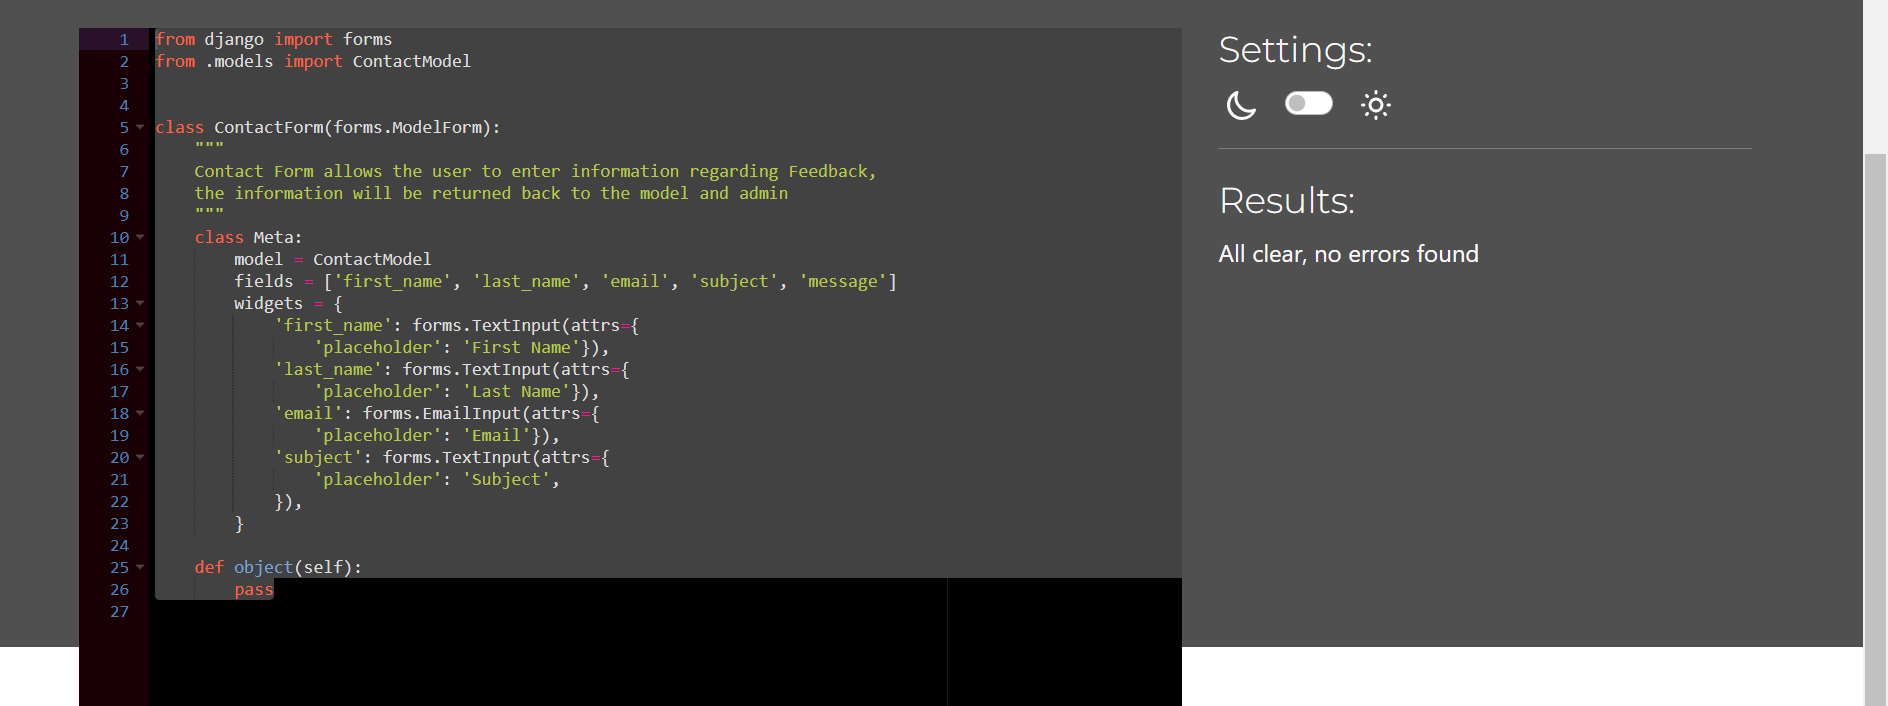 1 from django import forms
2 from .models import ContactModel
3
4
5 class ContactForm(forms.ModelForm):
6     """
7     Contact Form allows the user to enter information regarding Feedback,
8     the information will be returned back to the model and admin
9     """
10     class Meta:
11         model = ContactModel
12         fields = ['first_name', 'last_name', 'email', 'subject', 'message']
13         widgets = {
14             'first_name': forms.TextInput(attrs={
15                 'placeholder': 'First Name'}),
16             'last_name': forms.TextInput(attrs={
17                 'placeholder': 'Last Name'}),
18             'email': forms.EmailInput(attrs={
19                 'placeholder': 'Email'}),
20             'subject': forms.TextInput(attrs={
21                 'placeholder': 'Subject',
22             }),
23         }
24
25     def object(self):
26         pass
27
Settings:
Results:
All clear, no errors found